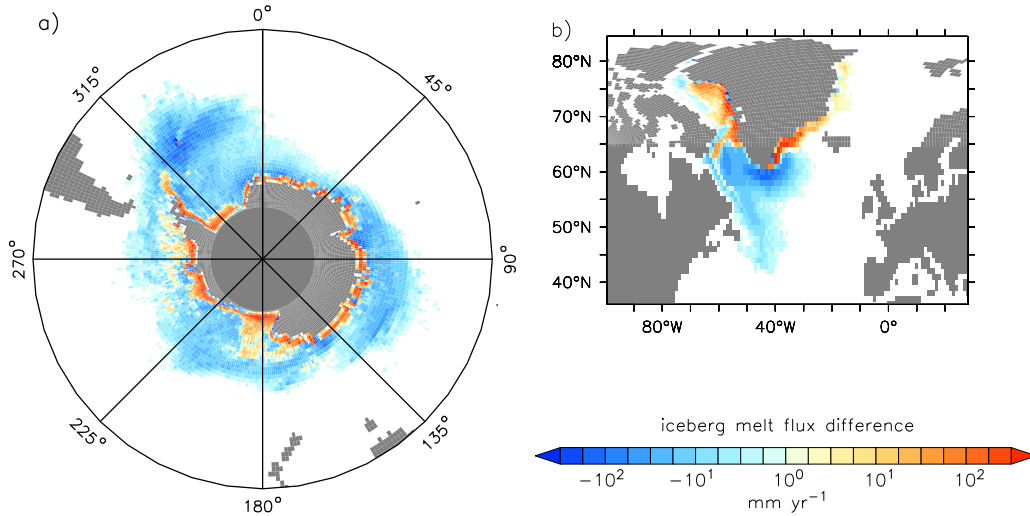 a)
0°
45°
90°
135°
180°
225°
270°
315°
b)
80°N
70°N
60°N
50°N
40°N
80°W 40°W 0°
iceberg melt flux difference
−10² −10¹ 10⁰ 10¹ 10²
mm yr⁻¹